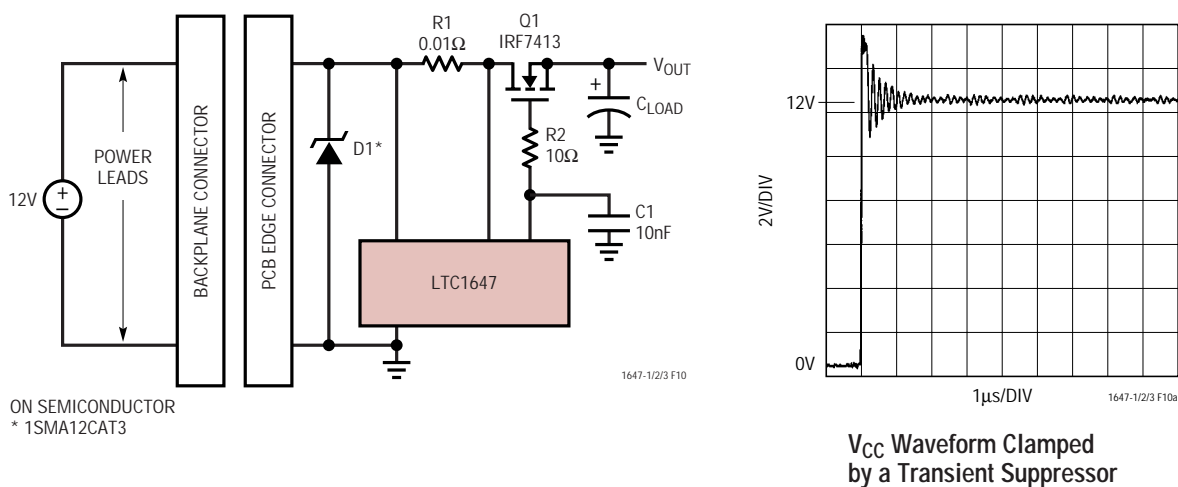 R1
0.01Ω
Q1
IRF7413
VOUT
+
CLOAD
R2
10Ω
D1*
C1
10nF
12V
+
−
POWER
LEADS
BACKPLANE CONNECTOR
PCB EDGE CONNECTOR
LTC1647
1647-1/2/3 F10
ON SEMICONDUCTOR
* 1SMA12CAT3
2V/DIV
12V
0V
1µs/DIV
1647-1/2/3 F10a
VCC Waveform Clamped
by a Transient Suppressor